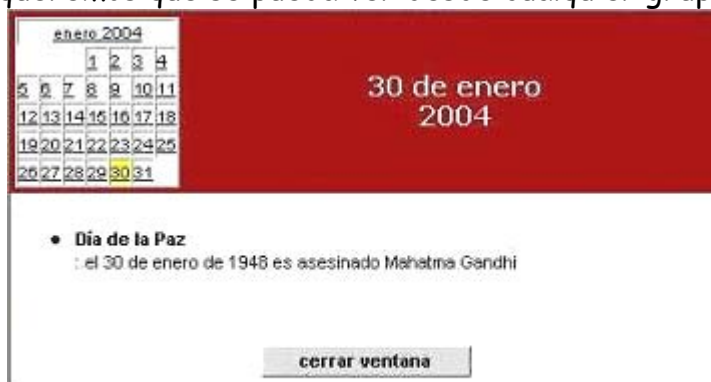 enero 2004
1 2 3 4
5 6 7 8 9 10 11
12 13 14 15 16 17 18
19 20 21 22 23 24 25
26 27 28 29 30 31
30 de enero
2004
Día de la Paz
: el 30 de enero de 1948 es asesinado Mahatma Gandhi
cerrar ventana